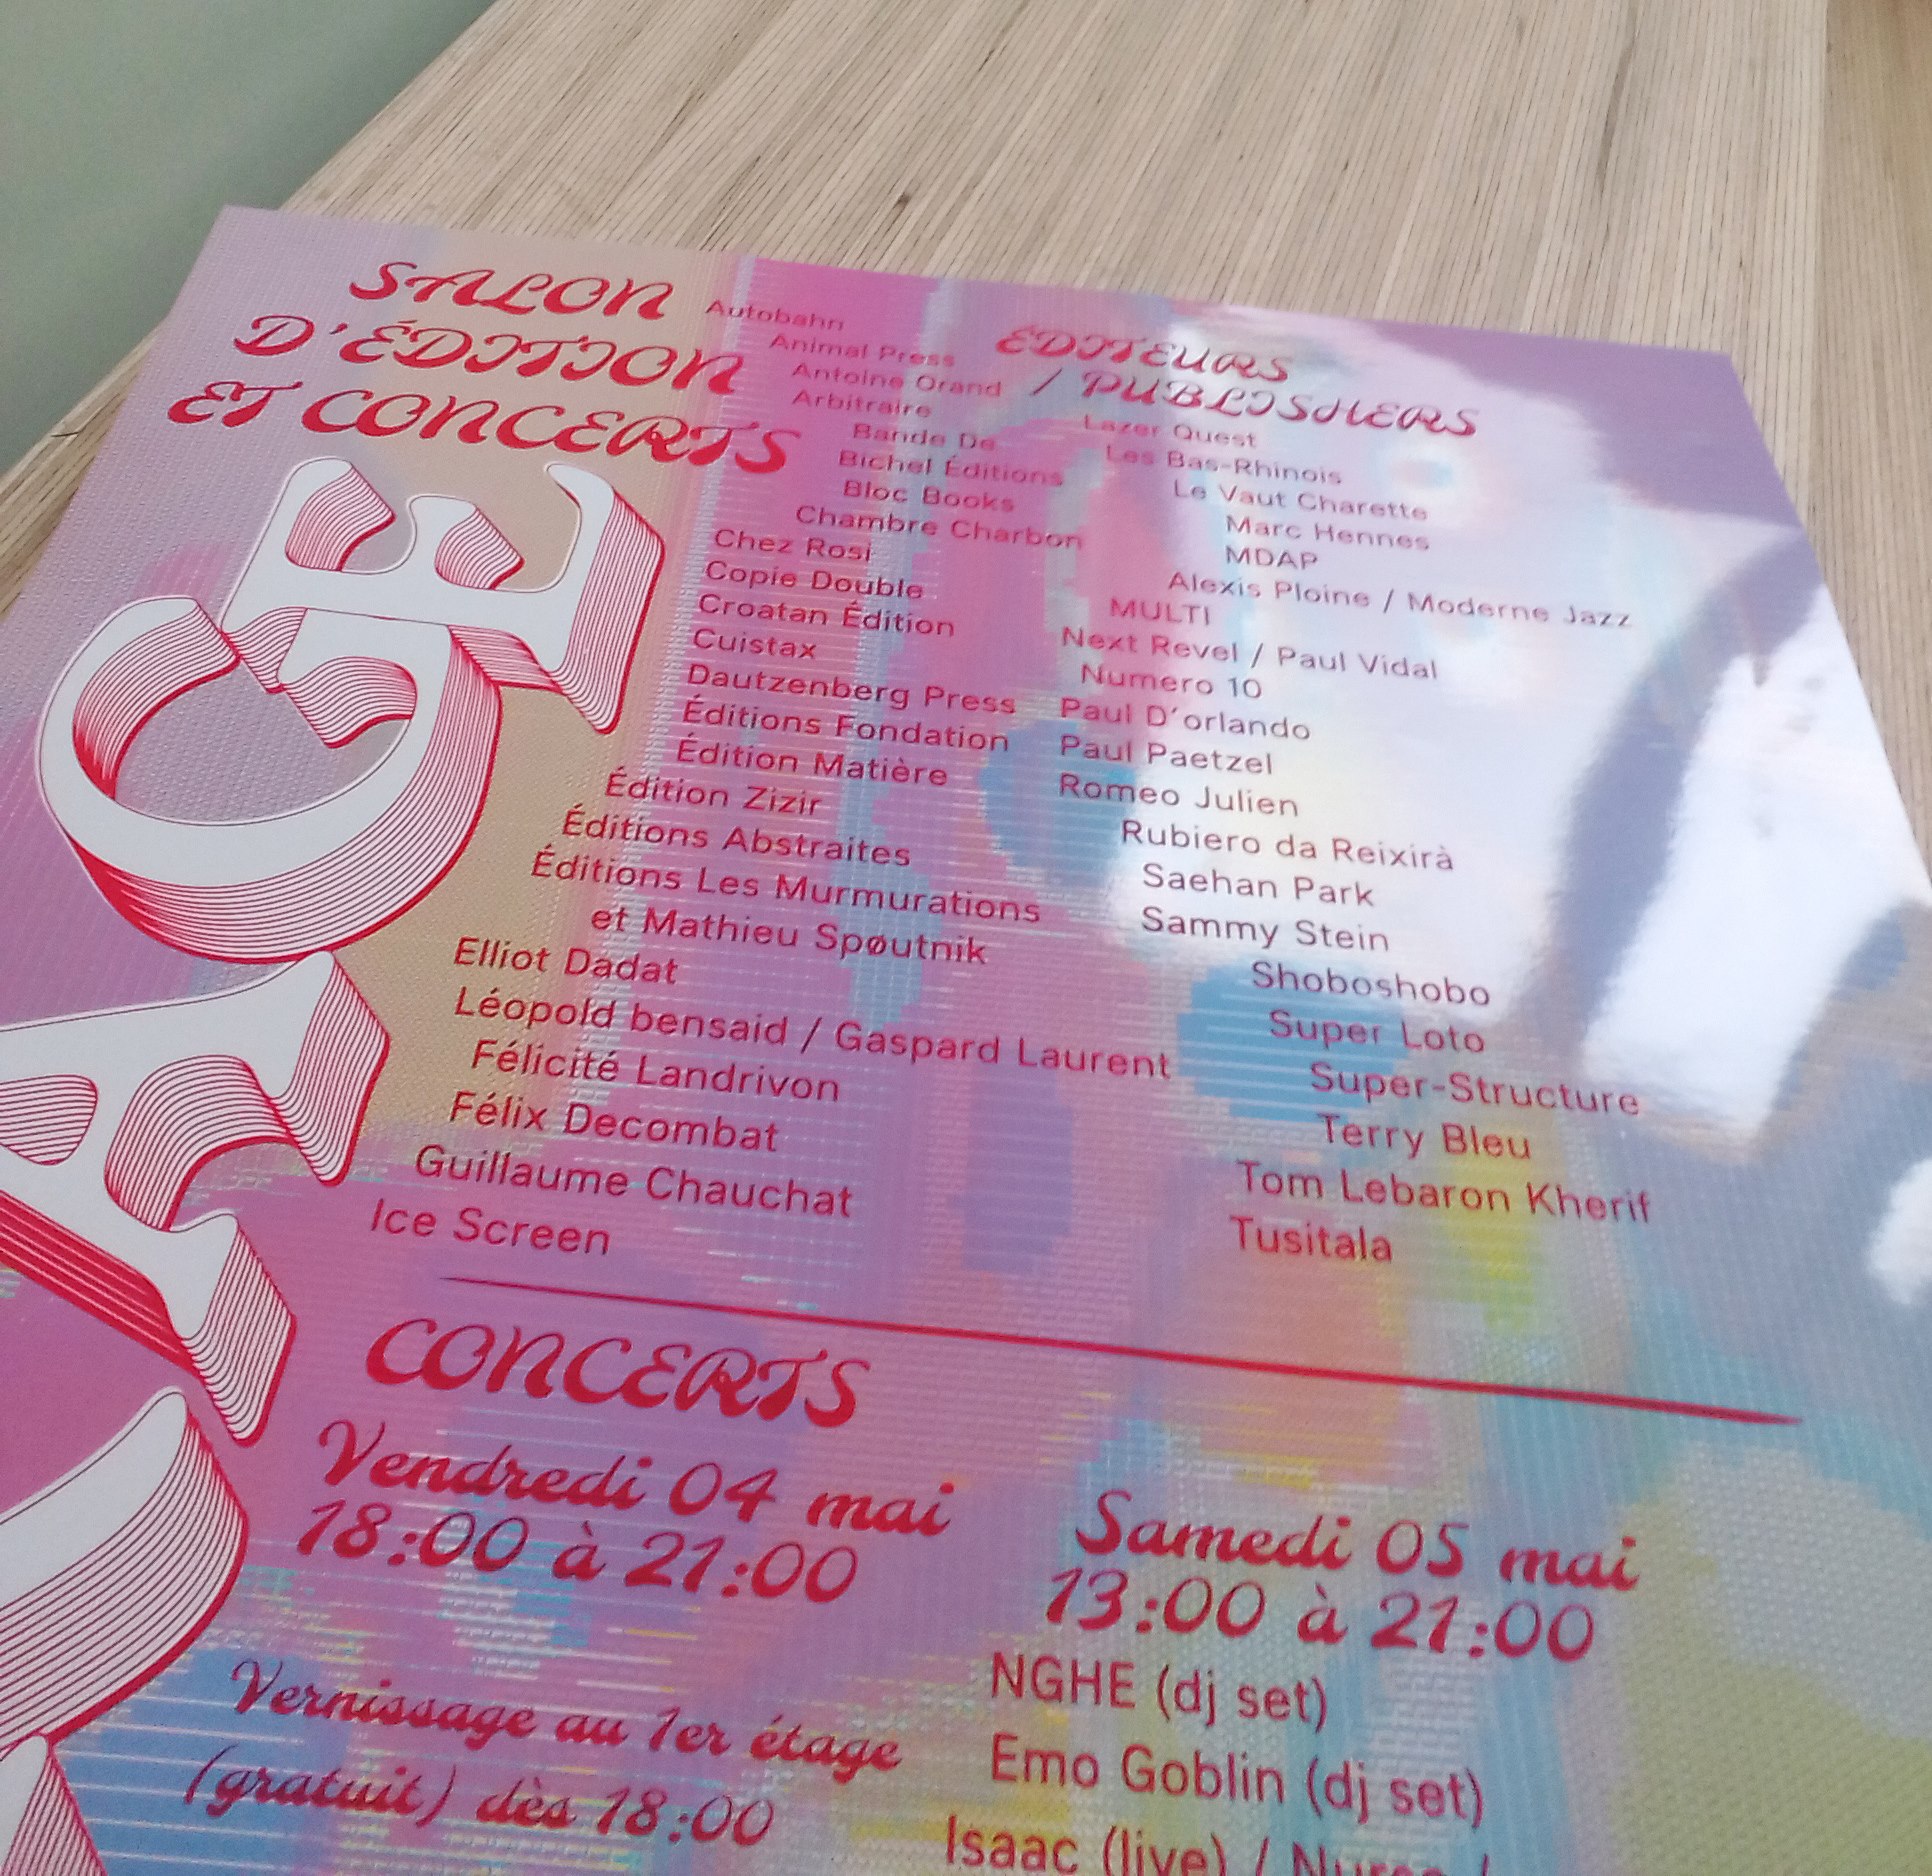 SALON
D'ÉDITION
ET CONCERTS
AGE
Autobahn
Animal Press
Antoine Orand
Arbitraire
Bande De
Bichel Éditions
Bloc Books
Chambre Charbon
Chez Rosi
Copie Double
Croatan Édition
Cuistax
Dautzenberg Press
Éditions Fondation
Édition Matière
Édition Zizir
Éditions Abstraites
Éditions Les Murmurations
et Mathieu Spøutnik
Elliot Dadat
Léopold bensaid / Gaspard Laurent
Félicité Landrivon
Félix Decombat
Guillaume Chauchat
Ice Screen
ÉDITEURS
/ PUBLISHERS
Lazer Quest
Les Bas-Rhinois
Le Vaut Charette
Marc Hennes
MDAP
Alexis Ploine / Moderne Jazz
MULTI
Next Revel / Paul Vidal
Numero 10
Paul D'orlando
Paul Paetzel
Romeo Julien
Rubiero da Reixirà
Saehan Park
Sammy Stein
Shoboshobo
Super Loto
Super-Structure
Terry Bleu
Tom Lebaron Kherif
Tusitala
CONCERTS
Vendredi 04 mai
18:00 à 21:00
Vernissage au 1er étage
(gratuit) dès 18:00
Samedi 05 mai
13:00 à 21:00
NGHE (dj set)
Emo Goblin (dj set)
Isaac (live) /